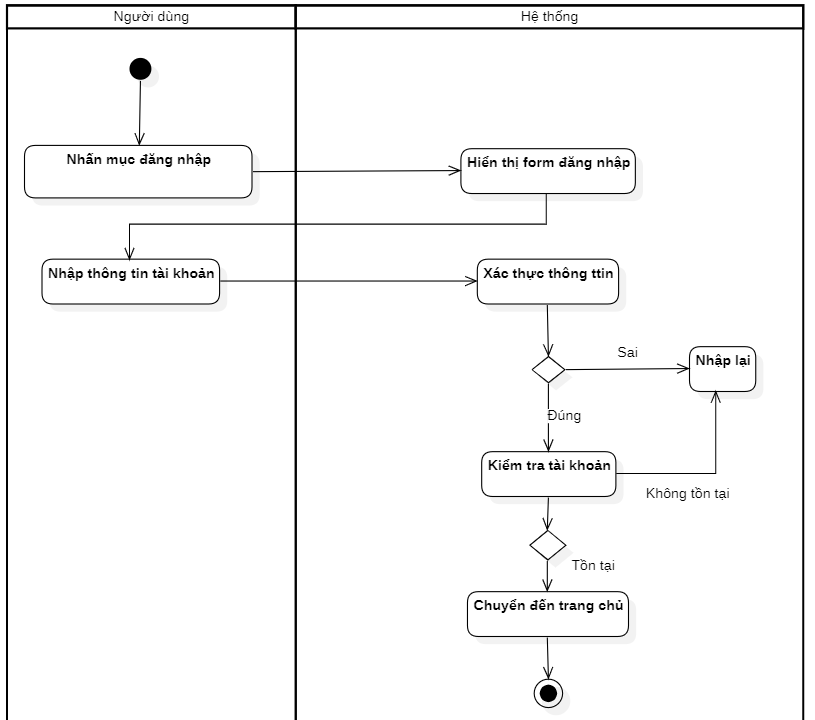 Người dùng
Hệ thống
Nhấn mục đăng nhập
Hiển thị form đăng nhập
Nhập thông tin tài khoản
Xác thực thông ttin
Sai
Nhập lại
Đúng
Kiểm tra tài khoản
Không tồn tại
Tồn tại
Chuyển đến trang chủ